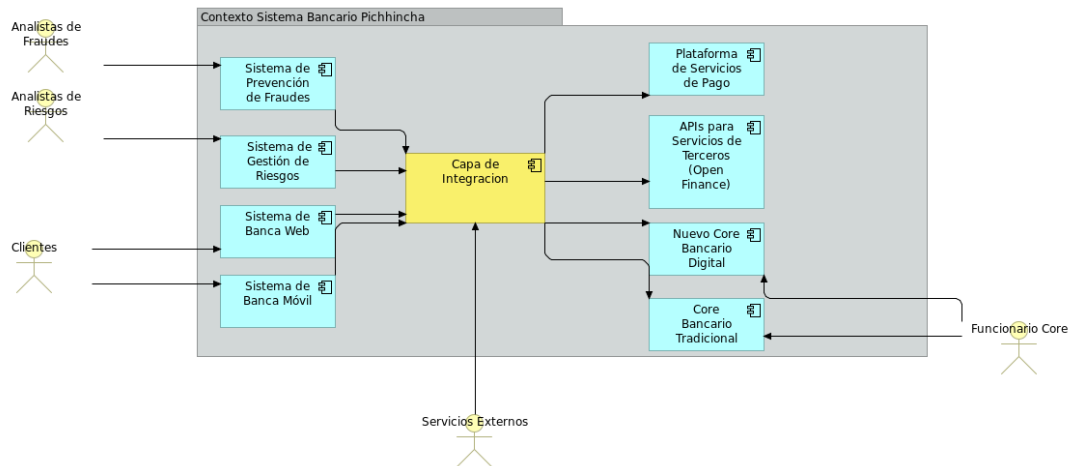 Contexto Sistema Bancario Pichhincha
Analistas de
Fraudes
Analistas de
Riesgos
Clientes
Sistema de
Prevención
de Fraudes
Sistema de
Gestión de
Riesgos
Sistema de
Banca Web
Sistema de
Banca Móvil
Capa de
Integracion
Plataforma
de Servicios
de Pago
APIs para
Servicios de
Terceros
(Open
Finance)
Nuevo Core
Bancario
Digital
Core
Bancario
Tradicional
Funcionario Core
Servicios Externos